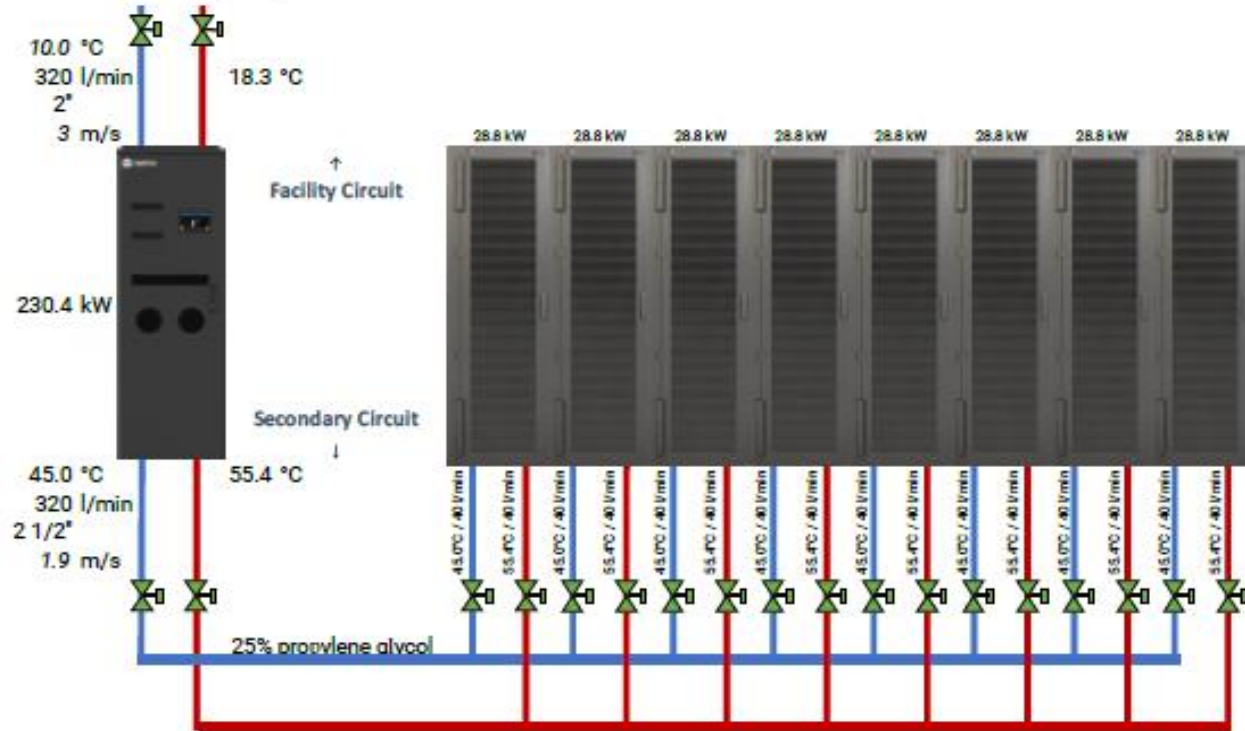 10.0 °C
320 l/min
2"
3 m/s
18.3 °C
28.8 kW 28.8 kW 28.8 kW 28.8 kW 28.8 kW 28.8 kW 28.8 kW 28.8 kW
↑
Facility Circuit
230.4 kW
Secondary Circuit
↓
45.0 °C
320 l/min
2 1/2"
1.9 m/s
55.4 °C
45.0°C / 40 l/min
55.4°C / 40 l/min
45.0°C / 40 l/min
55.4°C / 40 l/min
45.0°C / 40 l/min
55.4°C / 40 l/min
45.0°C / 40 l/min
55.4°C / 40 l/min
45.0°C / 40 l/min
55.4°C / 40 l/min
45.0°C / 40 l/min
55.4°C / 40 l/min
45.0°C / 40 l/min
55.4°C / 40 l/min
45.0°C / 40 l/min
55.4°C / 40 l/min
25% propylene glycol